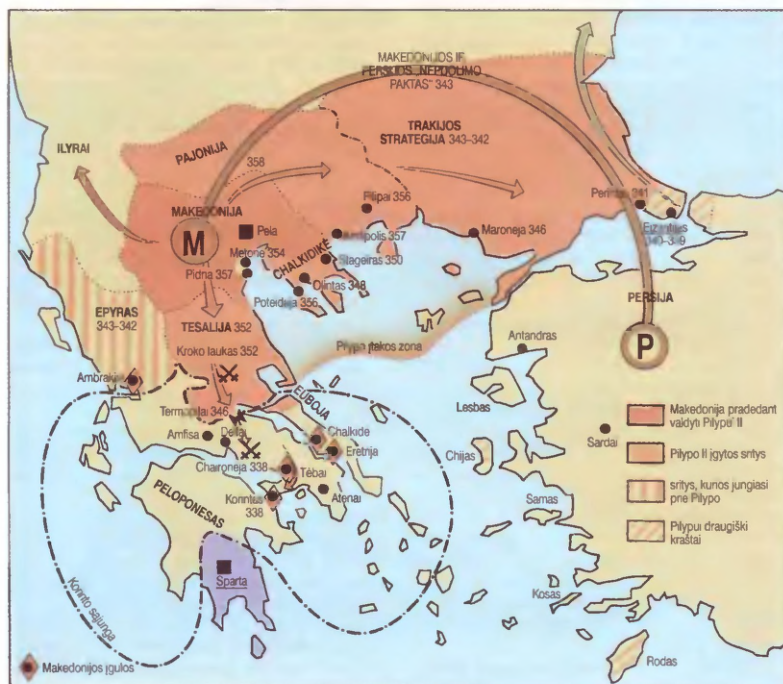 MAKEDONIJOS IR
PERSIJOS „NEPUOLIMO
PAKTAS“ 343
TRAKIJOS
STRATEGIJA 343–342
ILYRAI
PAJONIJA
358
MAKEDONIJA
M
Pela
Filipai 356
Amfipolis 357
Maroneja 346
Perintas 341
340–339
Metonė 354
Pidna 357
CHALKIDIKĖ
Stageiras 350
Olintas 348
Poteidaja 356
PERSIJA
P
EPYRAS
343–342
TESALIJA 352
Kroko laukas 352
Pilypo įtakos zona
Antandras
Ambrakija
Termopilai 346
EUBOJA
Lesbas
Amfisa
Delfai
Chalkidė
Eretrija
Chaironėja 338
Tėbai
Chijas
Sardai
Korintas
338
Atėnai
PELOPONESAS
Samas
Sparta
Kosas
Rodas
Korinto sąjunga
Makedonija pradedant
valdyti Pilypui II
Pilypo II įgytos sritys
sritys, kurios jungiasi
prie Pilypo
Pilypui draugiški
kraštai
Makedonijos įgulos